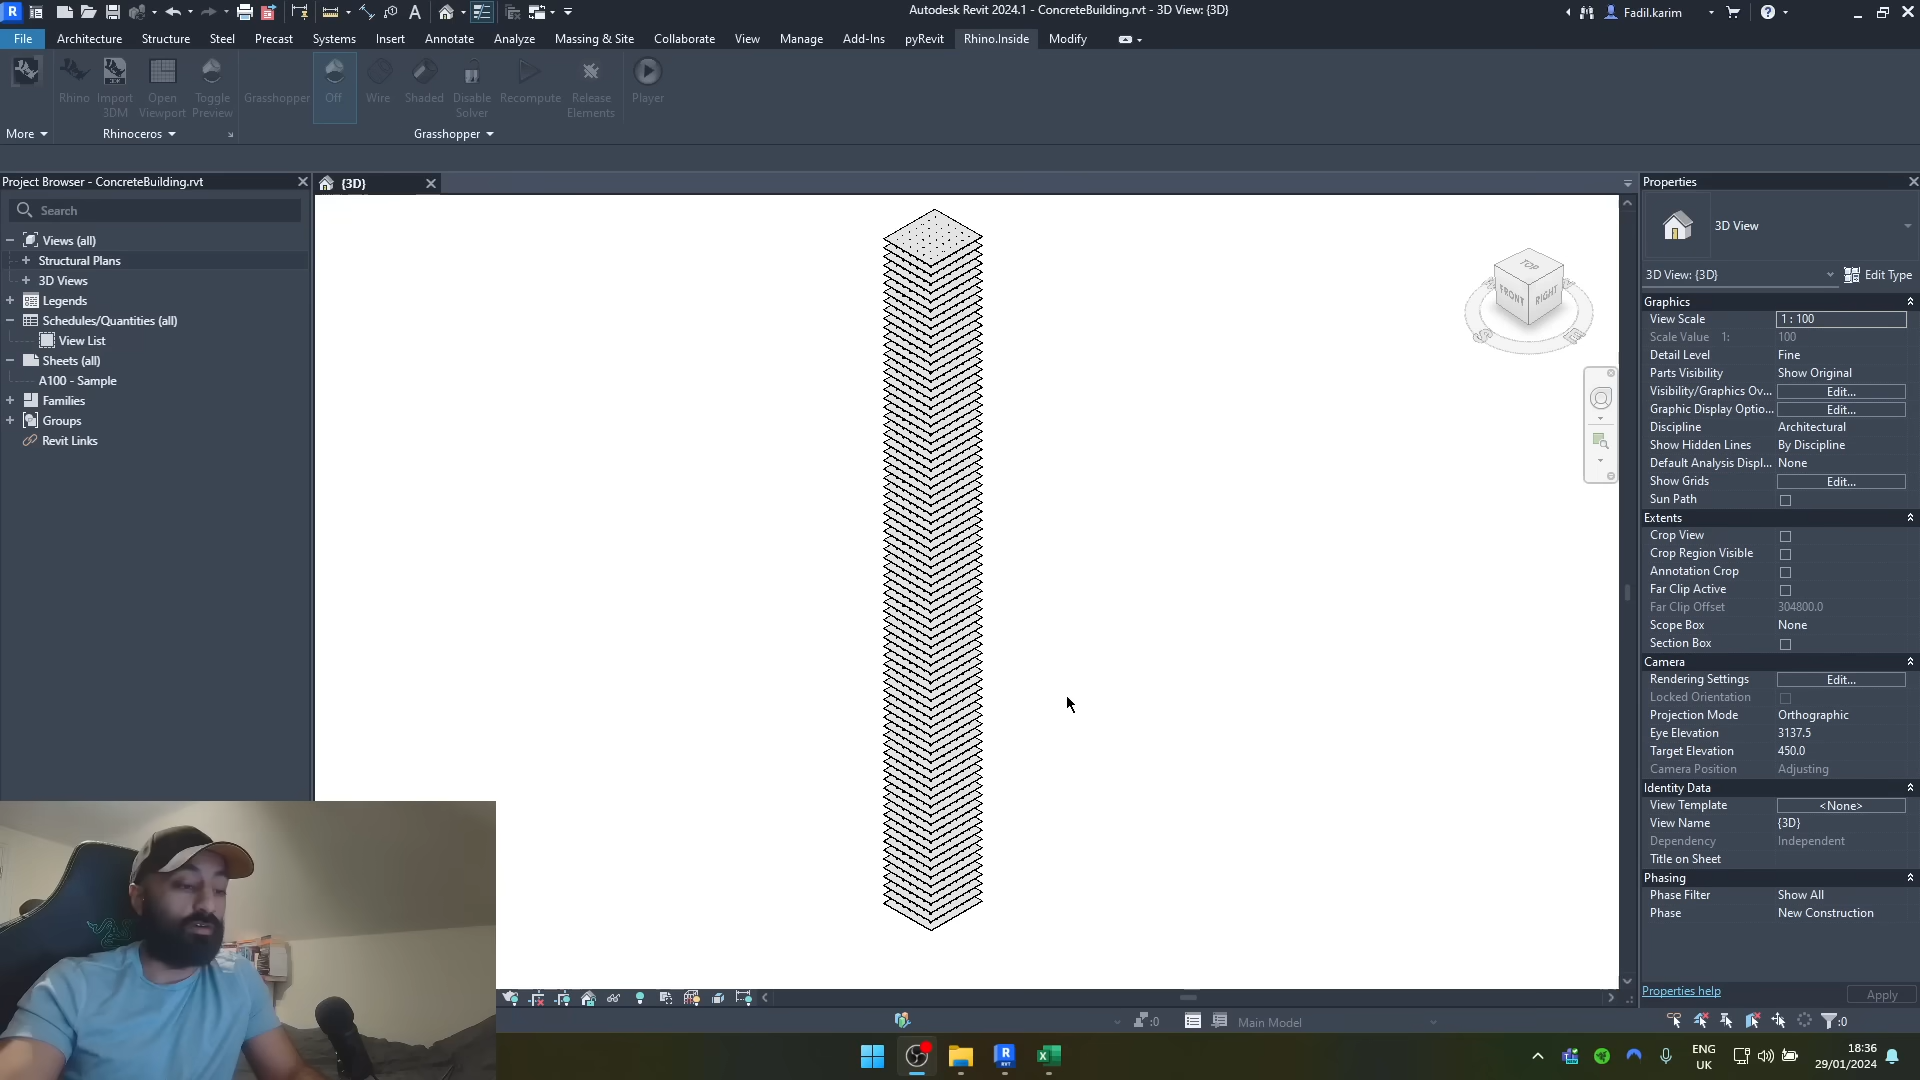 R
Autodesk Revit 2024.1 - ConcreteBuilding.rvt - 3D View: {3D}
Fadil.karim
File Architecture Structure Steel Precast Systems Insert Annotate Analyze Massing & Site Collaborate View Manage Add-Ins pyRevit Rhino.Inside Modify
Rhino Import 3DM Open Viewport Toggle Preview Grasshopper Off Wire Shaded Disable Solver Recompute Release Elements Player
More Rhinoceros Grasshopper
Project Browser - ConcreteBuilding.rvt
Search
Views (all)
Structural Plans
3D Views
Legends
Schedules/Quantities (all)
View List
Sheets (all)
A100 - Sample
Families
Groups
Revit Links
{3D}
TOP
FRONT RIGHT
S E
Properties
3D View
3D View: {3D} Edit Type
Graphics
View Scale 1 : 100
Scale Value 1: 100
Detail Level Fine
Parts Visibility Show Original
Visibility/Graphics Ov... Edit...
Graphic Display Optio... Edit...
Discipline Architectural
Show Hidden Lines By Discipline
Default Analysis Displ... None
Show Grids Edit...
Sun Path
Extents
Crop View
Crop Region Visible
Annotation Crop
Far Clip Active
Far Clip Offset 304800.0
Scope Box None
Section Box
Camera
Rendering Settings Edit...
Locked Orientation
Projection Mode Orthographic
Eye Elevation 3137.5
Target Elevation 450.0
Camera Position Adjusting
Identity Data
View Template <None>
View Name {3D}
Dependency Independent
Title on Sheet
Phasing
Phase Filter Show All
Phase New Construction
Properties help Apply
:0 Main Model :0
ENG
UK
18:36
29/01/2024